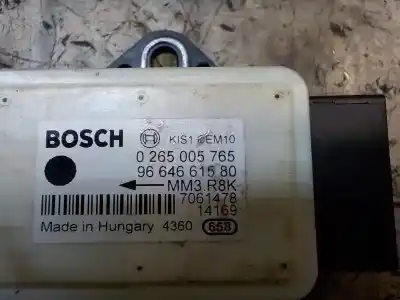 BOSCH KIS1 EM10
0 265 005 765
96 646 615 80
MM3 R8K
7061478
14169
Made in Hungary 4360 658